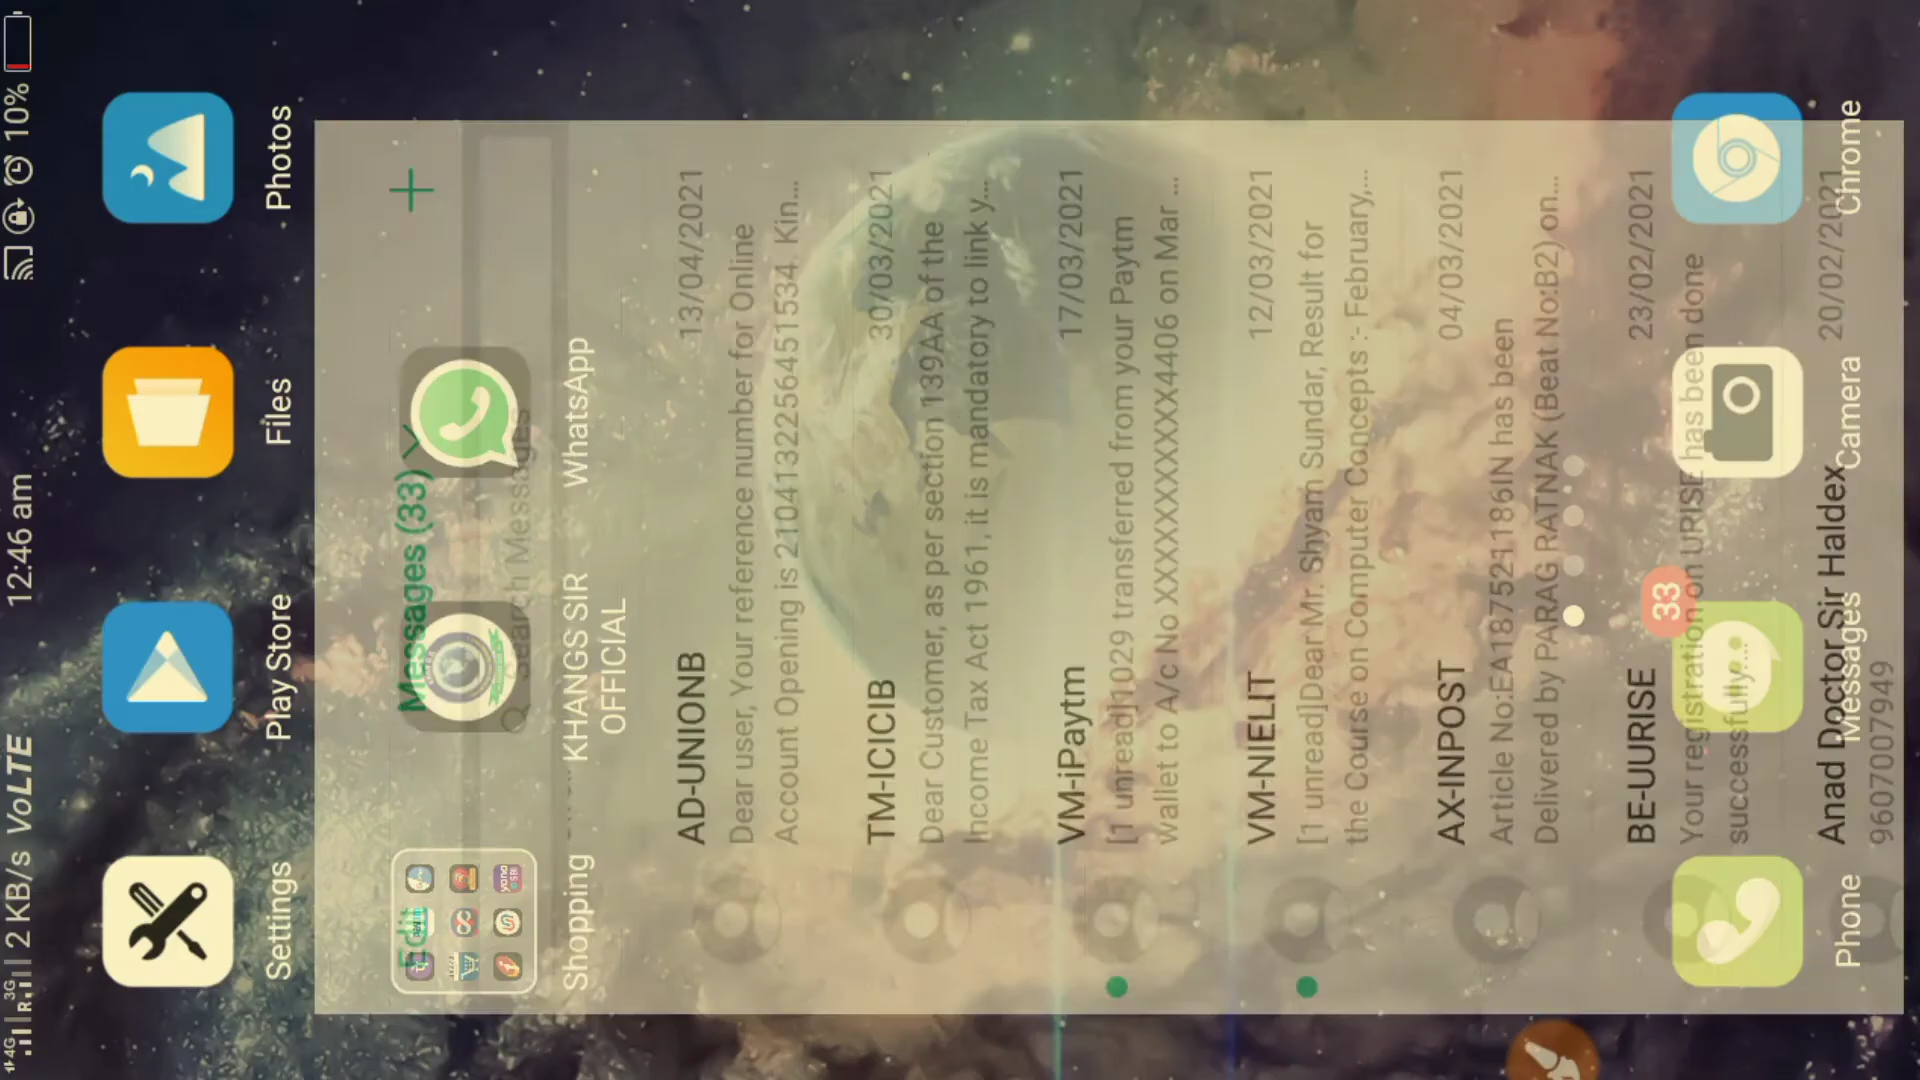 4G 3G R 2 KB/s VoLTE 12:46 am 10%
Settings Play Store Files Photos
Edit Messages (33) +
Search Messages
Shopping KHANGS SIR WhatsApp
OFFICIAL
AD-UNIONB 13/04/2021
Dear user, Your reference number for Online
Account Opening is 210413222564515​34. Kin...
TM-ICICIB 30/03/2021
Dear Customer, as per section 139AA of the
Income Tax Act 1961, it is mandatory to link y...
VM-iPaytm 17/03/2021
[1 unread]1029 transferred from your Paytm
wallet to A/c No XXXXXXXXXXXX4406 on Mar ...
VM-NIELIT 12/03/2021
[1 unread]Dear Mr. Shyam Sundar, Result for
the Course on Computer Concepts :- February,...
AX-INPOST 04/03/2021
Article No:EA187521186IN has been
Delivered by PARAG RATNAK (Beat No:B2) on...
BE-UURISE 23/02/2021
33
Your registration on URISE has been done
successfully....
Anad Doctor Sir Haldex 20/02/2021
Phone Messages Camera Chrome
9607007949